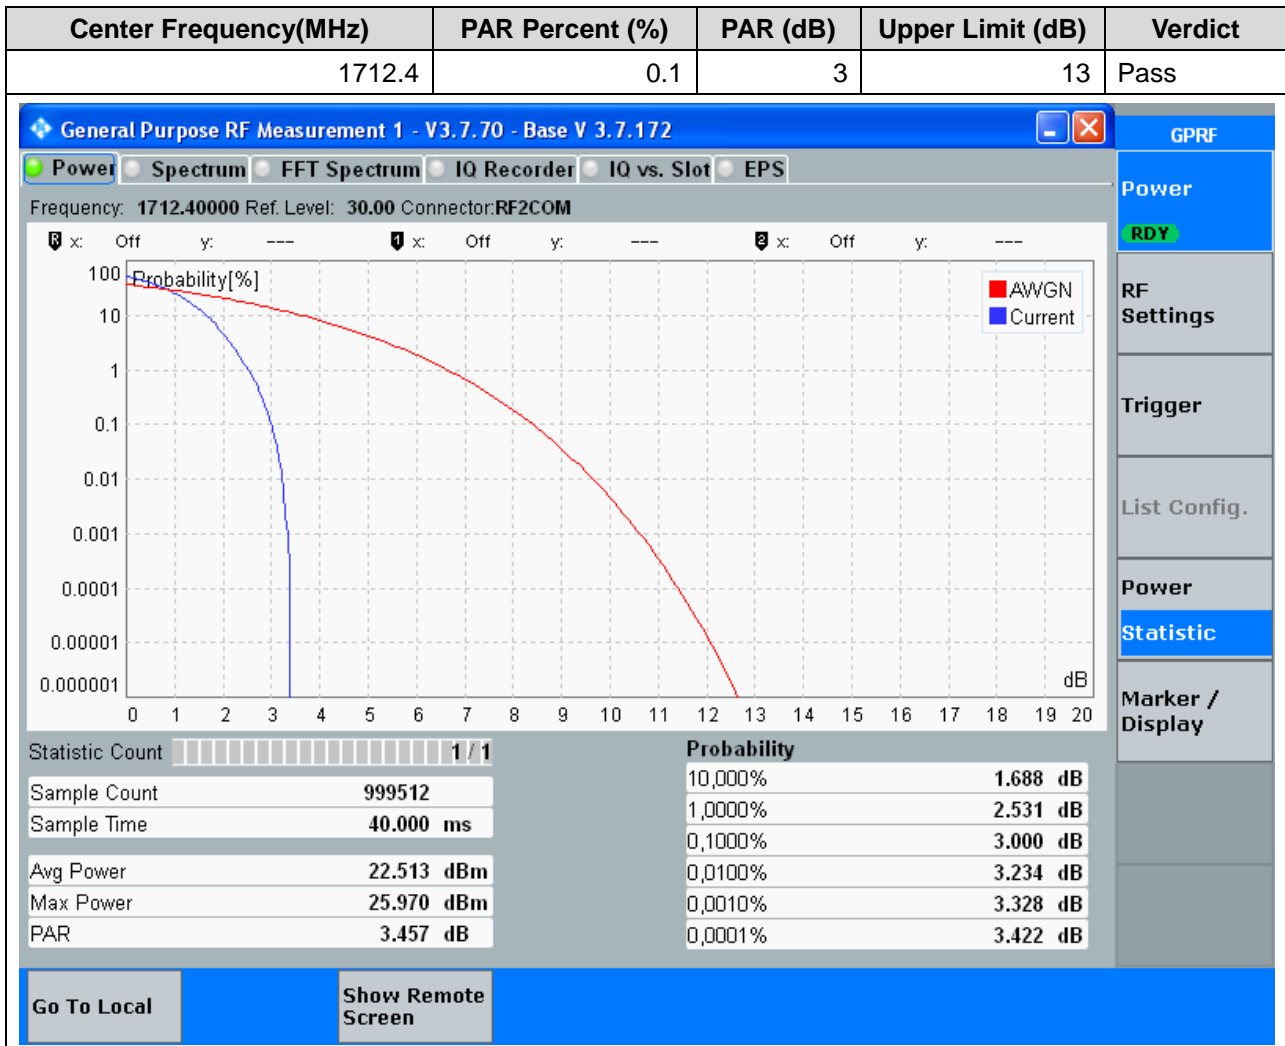 Center Frequency(MHz) PAR Percent (%) PAR (dB) Upper Limit (dB) Verdict
1712.4 0.1 3 13 Pass
General Purpose RF Measurement 1 - V3.7.70 - Base V 3.7.172
GPRF
Power Spectrum FFT Spectrum IQ Recorder IQ vs. Slot EPS
Power
RDY
Frequency: 1712.40000 Ref. Level: 30.00 Connector:RF2COM
R x: Off y: --- 1 x: Off y: --- 2 x: Off y: ---
Probability[%]
100
10
1
0.1
0.01
0.001
0.0001
0.00001
0.000001
AWGN
Current
dB
0 1 2 3 4 5 6 7 8 9 10 11 12 13 14 15 16 17 18 19 20
RF
Settings
Trigger
List Config.
Power
Statistic
Marker /
Display
Statistic Count 1 / 1
Sample Count 999512
Sample Time 40.000 ms
Avg Power 22.513 dBm
Max Power 25.970 dBm
PAR 3.457 dB
Probability
10,000% 1.688 dB
1,0000% 2.531 dB
0,1000% 3.000 dB
0,0100% 3.234 dB
0,0010% 3.328 dB
0,0001% 3.422 dB
Go To Local
Show Remote
Screen